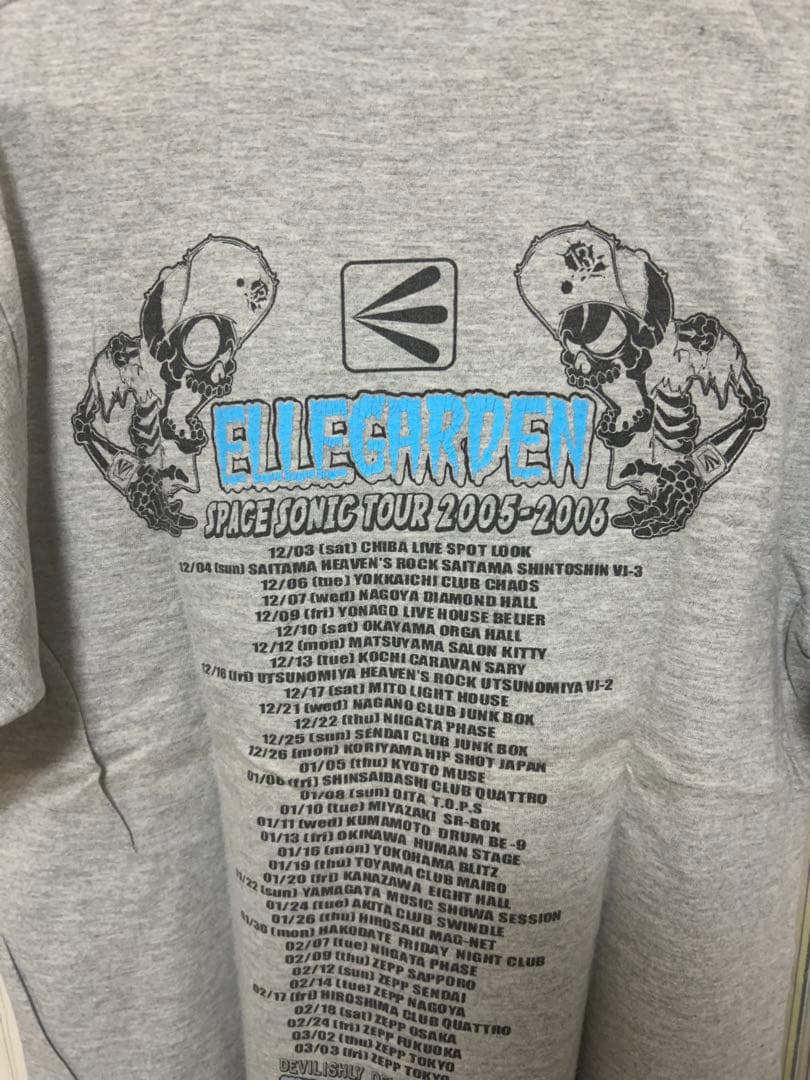 13
ELLEGARDEN
SPACE SONIC TOUR 2005-2006
12/03 (sat) CHIBA LIVE SPOT LOOK
12/04 (sun) SAITAMA HEAVEN'S ROCK SAITAMA SHINTOSHIN VJ-3
12/06 (tue) YOKKAICHI CLUB CHAOS
12/07 (wed) NAGOYA DIAMOND HALL
12/09 (fri) YONAGO LIVE HOUSE BEIJER
12/10 (sat) OKAYAMA ORGA HALL
12/12 (mon) MATSUYAMA SALON KITTY
12/13 (tue) KOCHI CARAVAN SARY
12/16 (fri) UTSUNOMIYA HEAVEN'S ROCK UTSUNOMIYA VJ-2
12/17 (sat) MITO LIGHT HOUSE
12/21 (wed) NAGANO CLUB JUNK BOX
12/22 (thu) NIIGATA PHASE
12/25 (sun) SENDAI CLUB JUNK BOX
12/26 (mon) KORIYAMA HIP SHOT JAPAN
01/05 (thu) KYOTO MUSE
01/06 (fri) SHINSAIBASHI CLUB QUATTRO
01/08 (sun) OITA T.O.P.S
01/10 (tue) MIYAZAKI SR-BOX
01/11 (wed) KUMAMOTO DRUM BE-9
01/13 (fri) OKINAWA HUMAN STAGE
01/16 (mon) YOKOHAMA BLITZ
01/19 (thu) TOYAMA CLUB MAIRO
01/20 (fri) KANAZAWA EIGHT HALL
01/22 (sun) YAMAGATA MUSIC SHOWA SESSION
01/24 (tue) AKITA CLUB SWINDLE
01/26 (thu) HIROSAKI MAG-NET
01/30 (mon) HAKODATE FRIDAY NIGHT CLUB
02/07 (tue) NIIGATA PHASE
02/09 (thu) ZEPP SAPPORO
02/12 (sun) ZEPP SENDAI
02/14 (tue) ZEPP NAGOYA
02/17 (fri) HIROSHIMA CLUB QUATTRO
02/18 (sat) ZEPP OSAKA
02/24 (fri) ZEPP FUKUOKA
03/02 (thu) ZEPP TOKYO
03/03 (fri) ZEPP TOKYO
DEVILISHLY